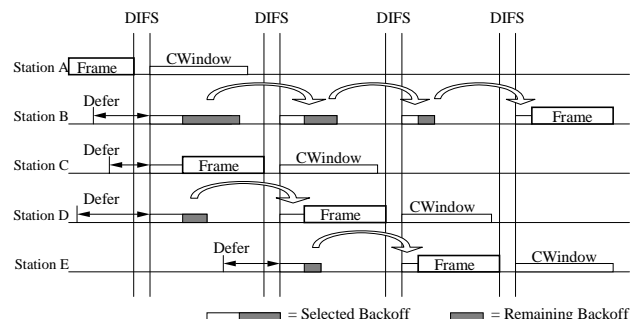 DIFS DIFS DIFS DIFS
Station A Frame CWindow
Defer
Station B Frame
Defer
Station C Frame CWindow
Defer
Station D Frame CWindow
Defer
Station E Frame CWindow
= Selected Backoff = Remaining Backoff